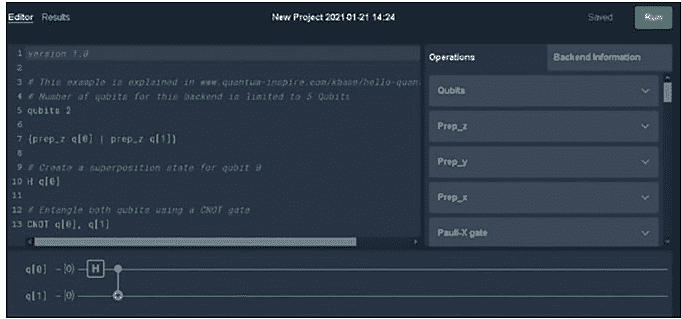 Editor Results New Project 2021-01-21 14:24 Saved Run
1 version 1.0
2
3 # This example is explained in www.quantum-inspire.com/kbase/hello-quan
4 # Number of qubits for this backend is limited to 5 Qubits
5 qubits 2
6
7 {prep_z q[0] | prep_z q[1]}
8
9 # Create a superposition state for qubit 0
10 H q[0]
11
12 # Entangle both qubits using a CNOT gate
13 CNOT q[0], q[1]
Operations Backend Information
Qubits
Prep_z
Prep_y
Prep_x
Pauli-X gate
q[0] - |0⟩ H
q[1] - |0⟩